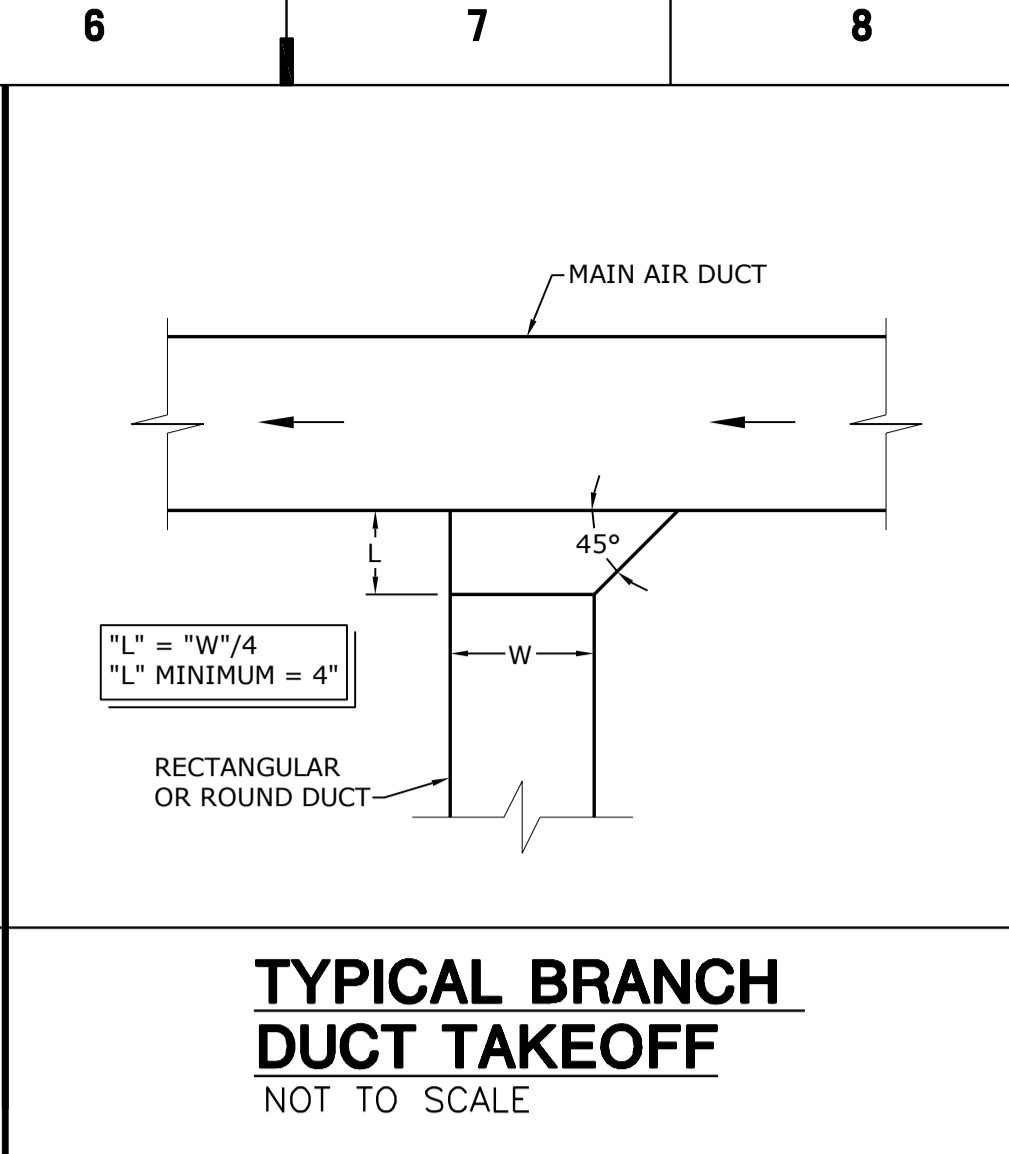 6
7
8
MAIN AIR DUCT
45°
L
"L" = "W"/4
"L" MINIMUM = 4"
W
RECTANGULAR
OR ROUND DUCT
TYPICAL BRANCH
DUCT TAKEOFF
NOT TO SCALE